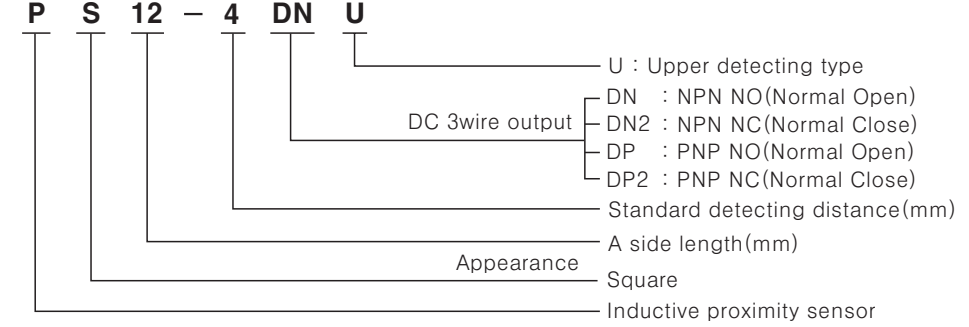 P S 12 – 4 DN U
U : Upper detecting type
DN : NPN NO(Normal Open)
DC 3wire output
DN2 : NPN NC(Normal Close)
DP : PNP NO(Normal Open)
DP2 : PNP NC(Normal Close)
Standard detecting distance(mm)
A side length(mm)
Appearance
Square
Inductive proximity sensor